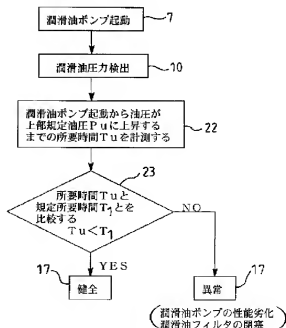 潤滑油ポンプ起動
7
潤滑油圧力検出
10
潤滑油ポンプ起動から油圧が
上部規定油圧Puに上昇する
までの所要時間Tuを計測する
22
23
所要時間Tuと
規定所要時間T1とを
比較する
Tu<T1
NO
YES
17
健全
17
異常
(潤滑油ポンプの性能劣化
潤滑油フィルタの閉塞)